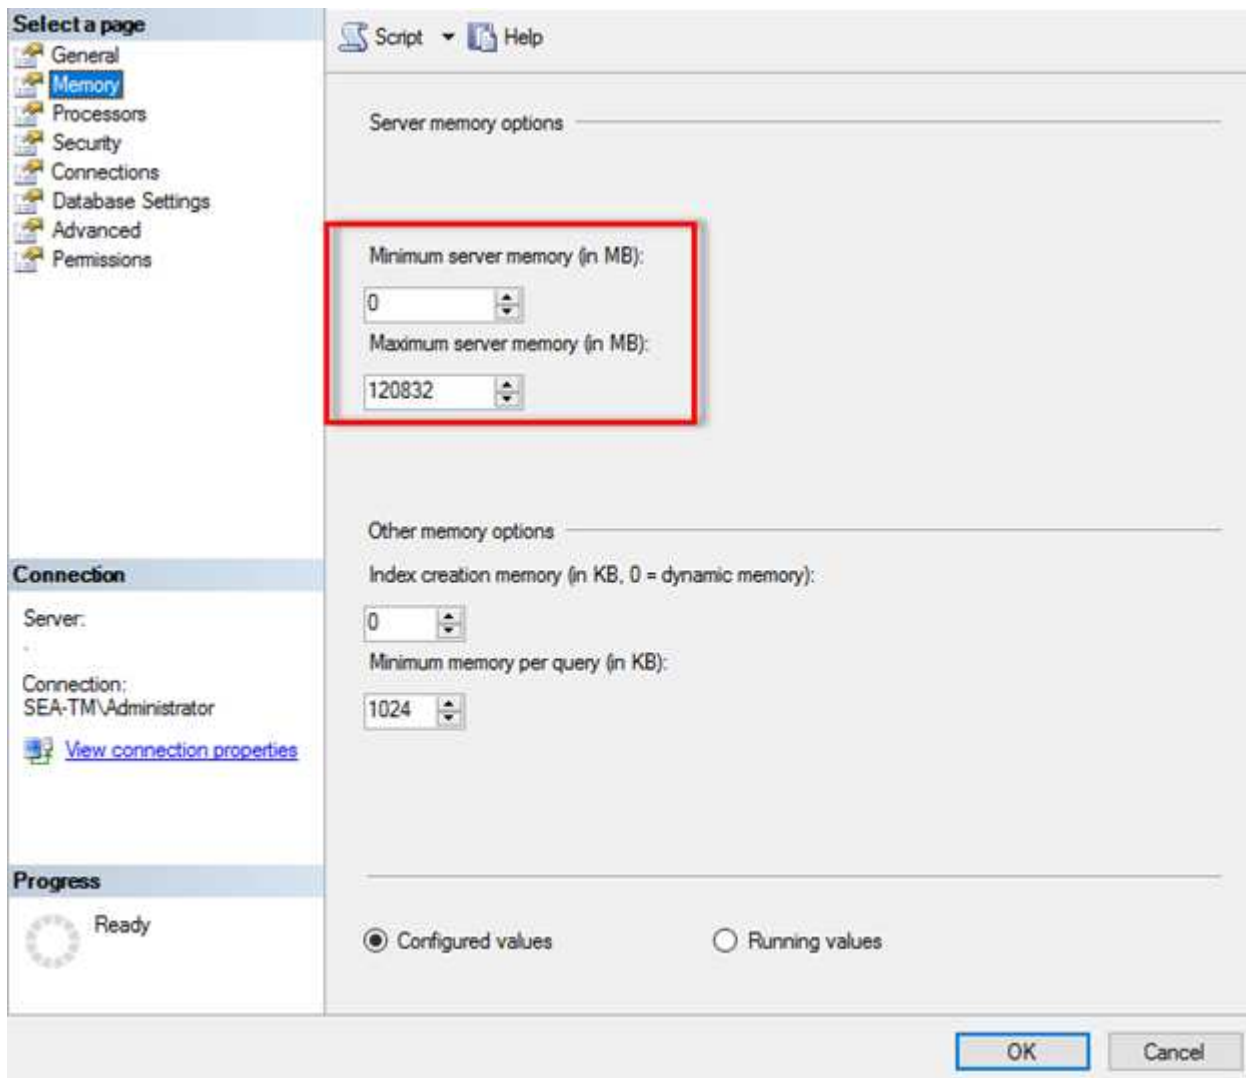 Select a page
General
Memory
Processors
Security
Connections
Database Settings
Advanced
Permissions
Connection
Server:
.
Connection:
SEA-TM\Administrator
View connection properties
Progress
Ready
Script
Help
Server memory options
Minimum server memory (in MB):
0
Maximum server memory (in MB):
120832
Other memory options
Index creation memory (in KB, 0 = dynamic memory):
0
Minimum memory per query (in KB):
1024
Configured values
Running values
OK
Cancel